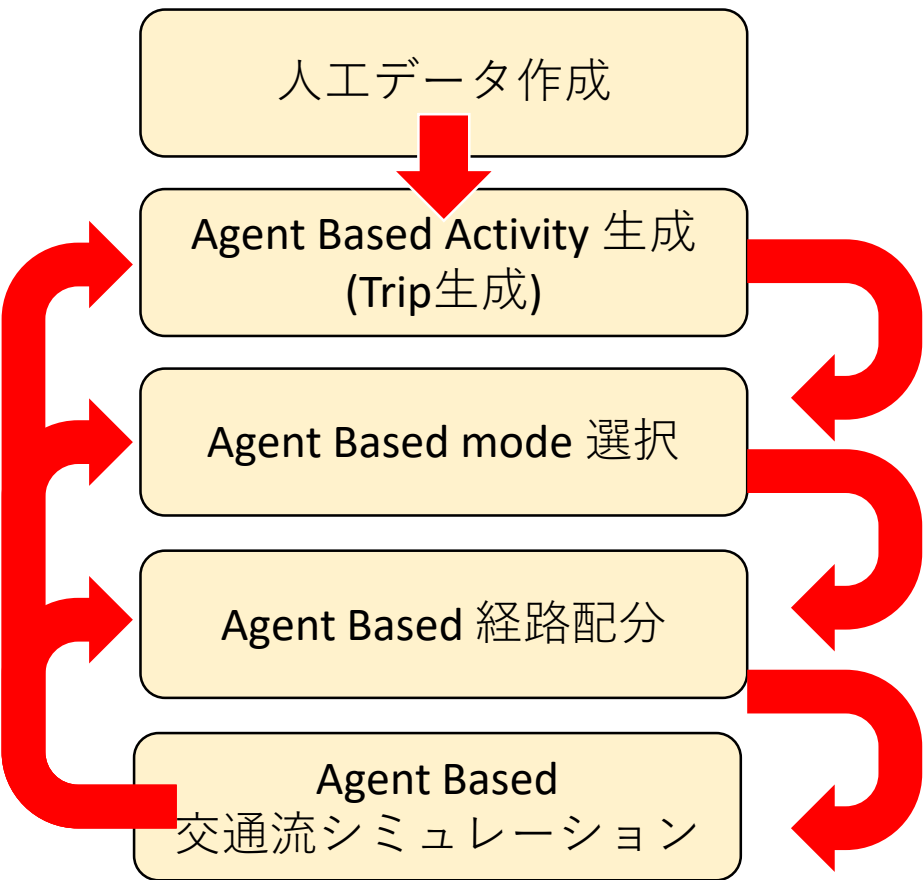 人工データ作成
Agent Based Activity 生成
(Trip生成)
Agent Based mode 選択
Agent Based 経路配分
Agent Based
交通流シミュレーション